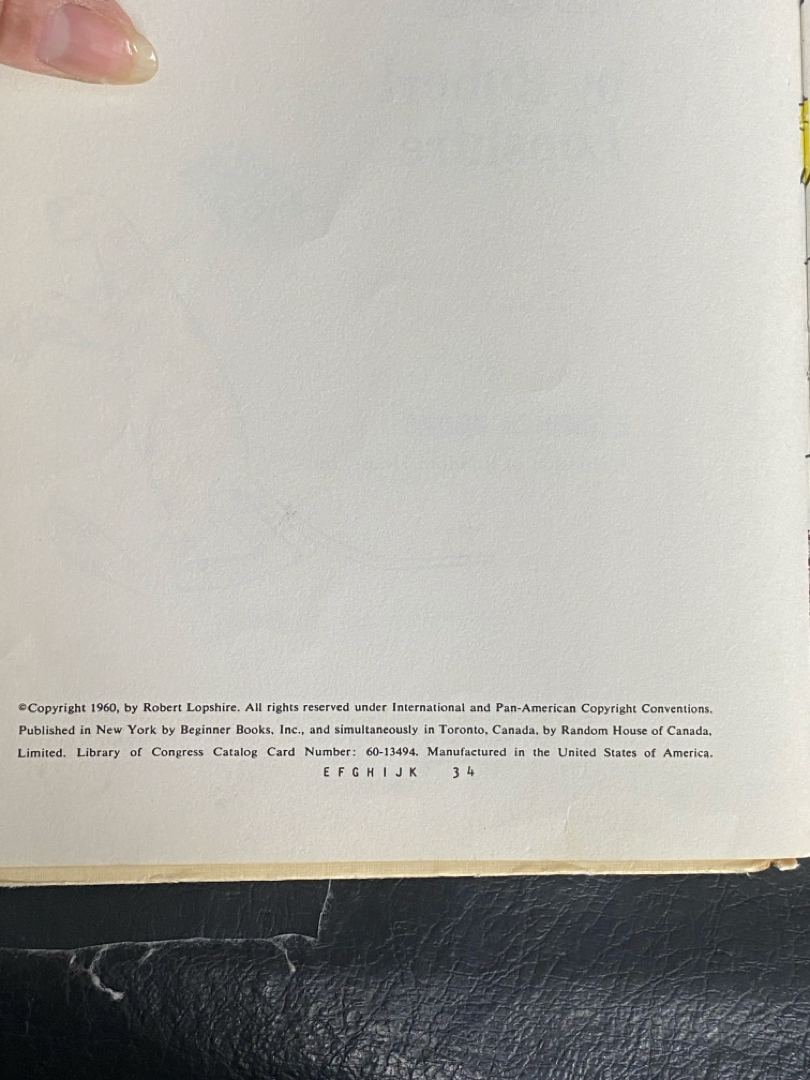 ©Copyright 1960, by Robert Lopshire. All rights reserved under International and Pan-American Copyright Conventions.
Published in New York by Beginner Books, Inc., and simultaneously in Toronto, Canada, by Random House of Canada,
Limited. Library of Congress Catalog Card Number: 60-13494. Manufactured in the United States of America.
E F G H I J K 3 4